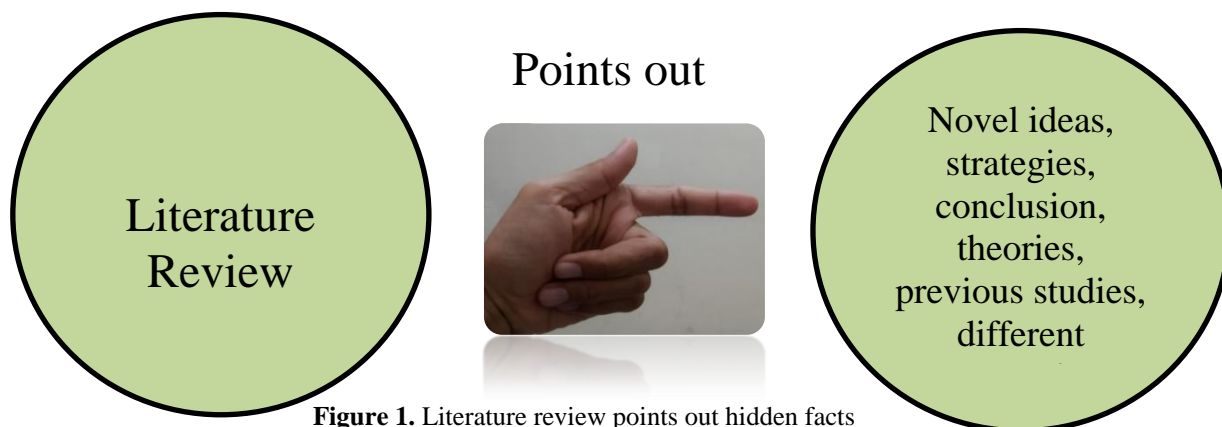 Literature
Review
Points out
Novel ideas,
strategies,
conclusion,
theories,
previous studies,
different
Figure 1. Literature review points out hidden facts